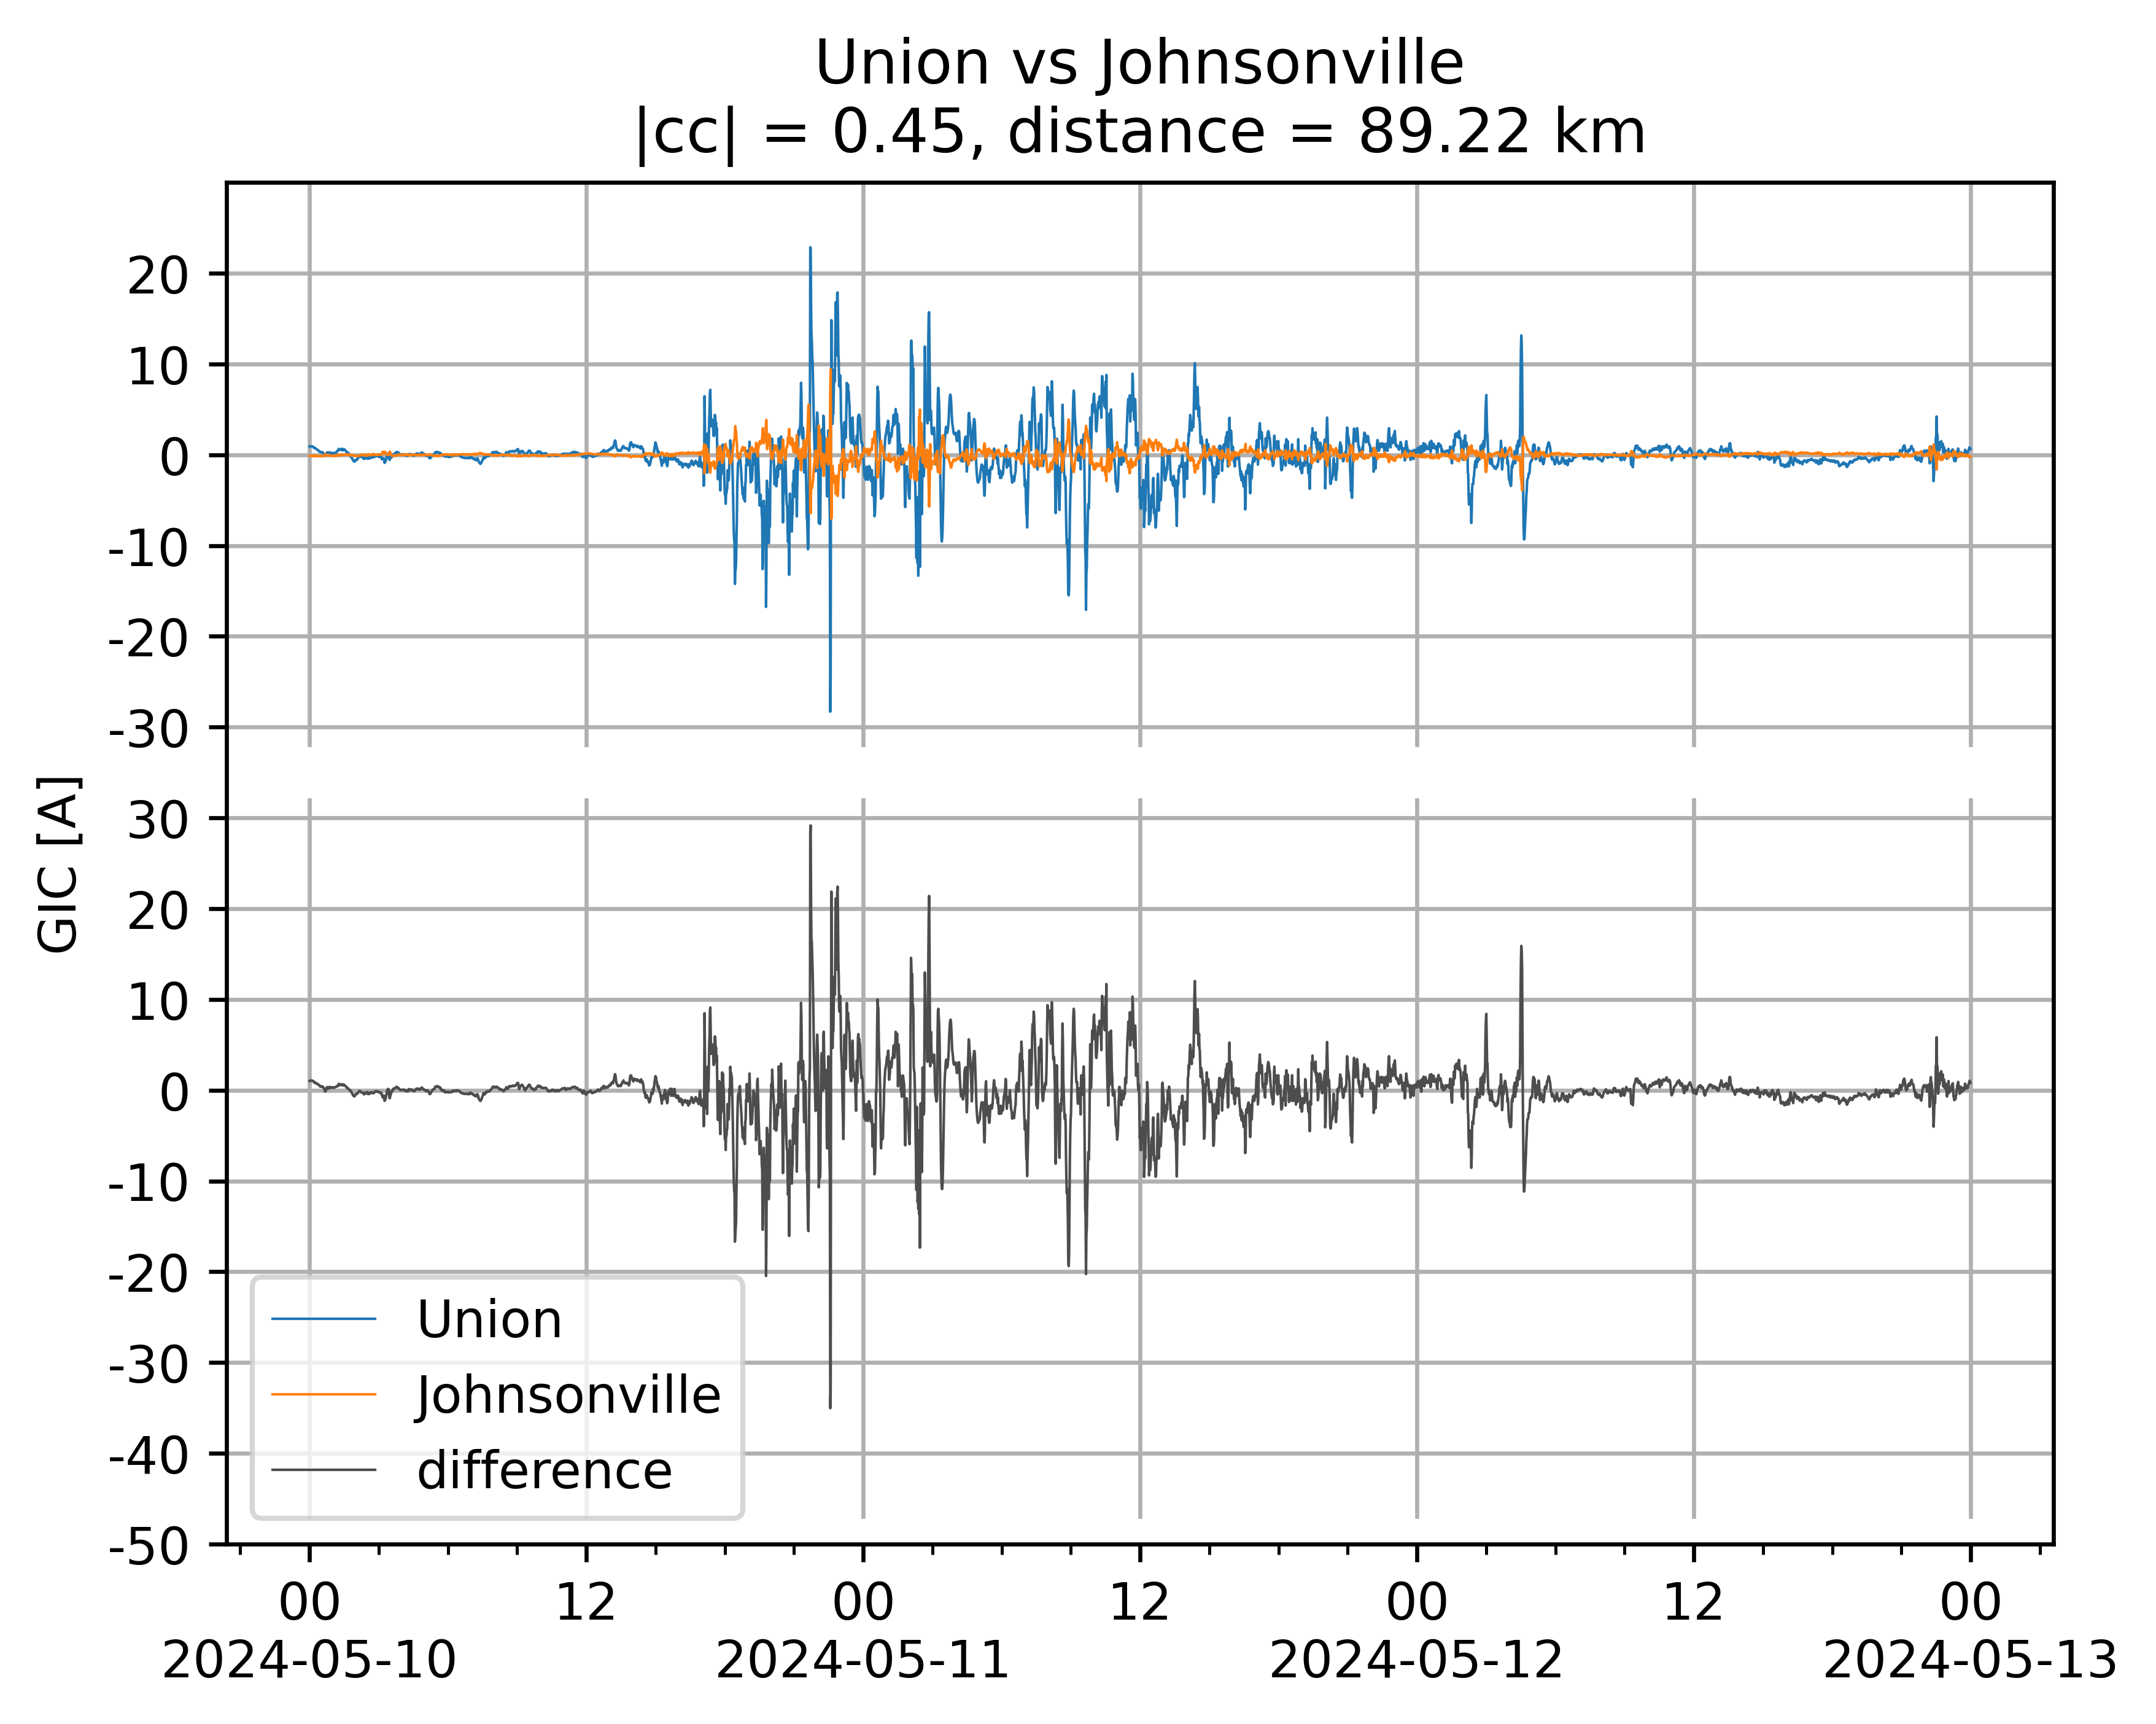 Union vs Johnsonville
|cc| = 0.45, distance = 89.22 km
GIC [A]
20
10
0
-10
-20
-30
30
20
10
0
-10
-20
-30
-40
-50
Union
Johnsonville
difference
00 12 00 12 00 12 00
2024-05-10 2024-05-11 2024-05-12 2024-05-13